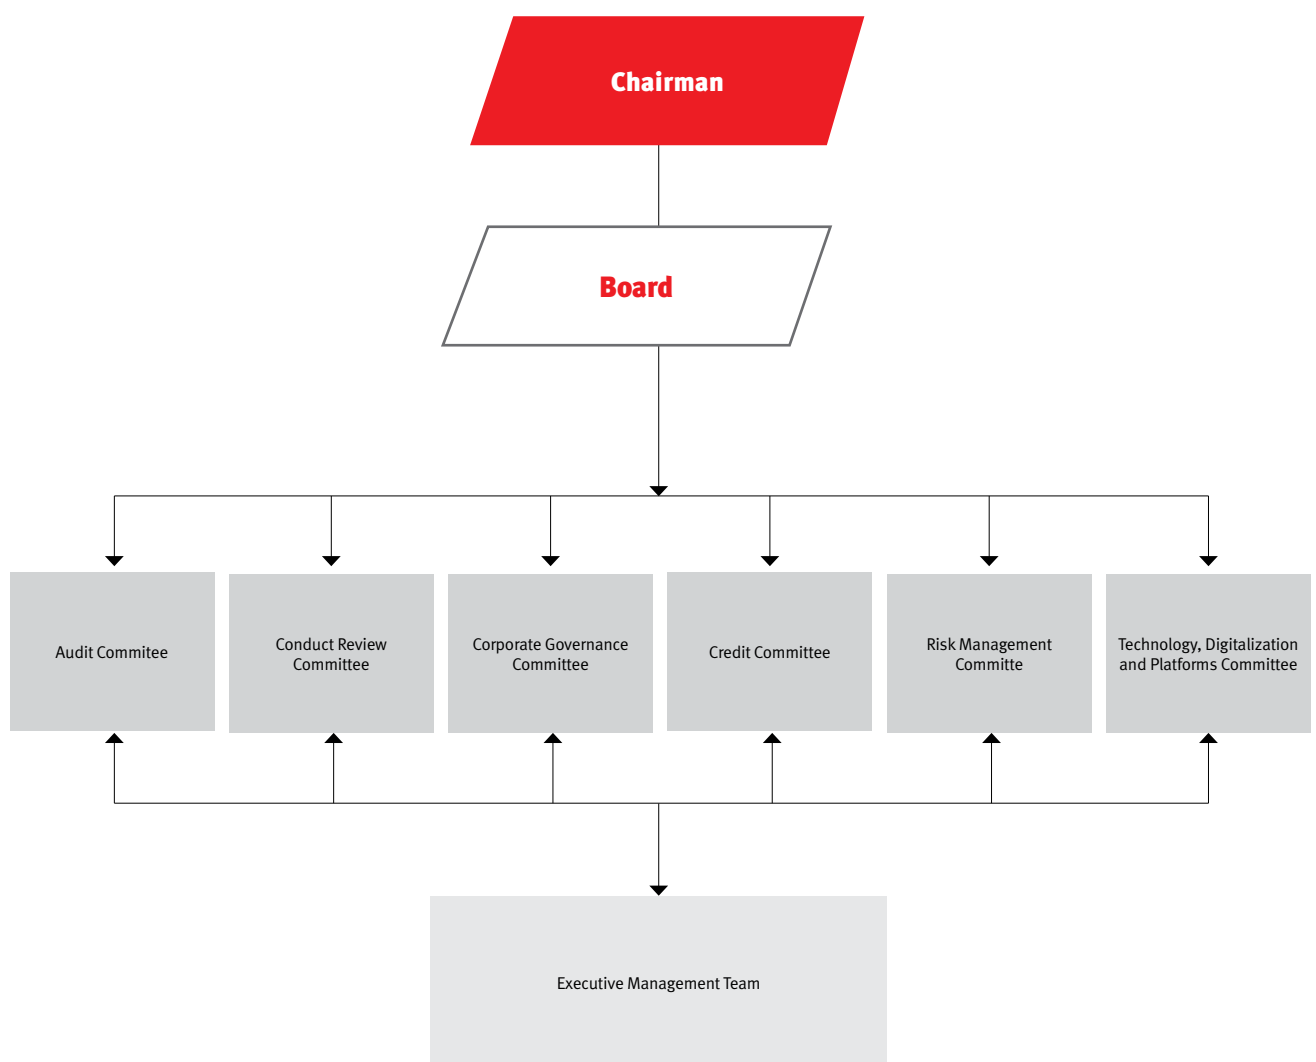 Chairman
Board
Audit Commitee
Conduct Review
Committee
Corporate Governance
Committee
Credit Committee
Risk Management
Committe
Technology, Digitalization
and Platforms Committee
Executive Management Team